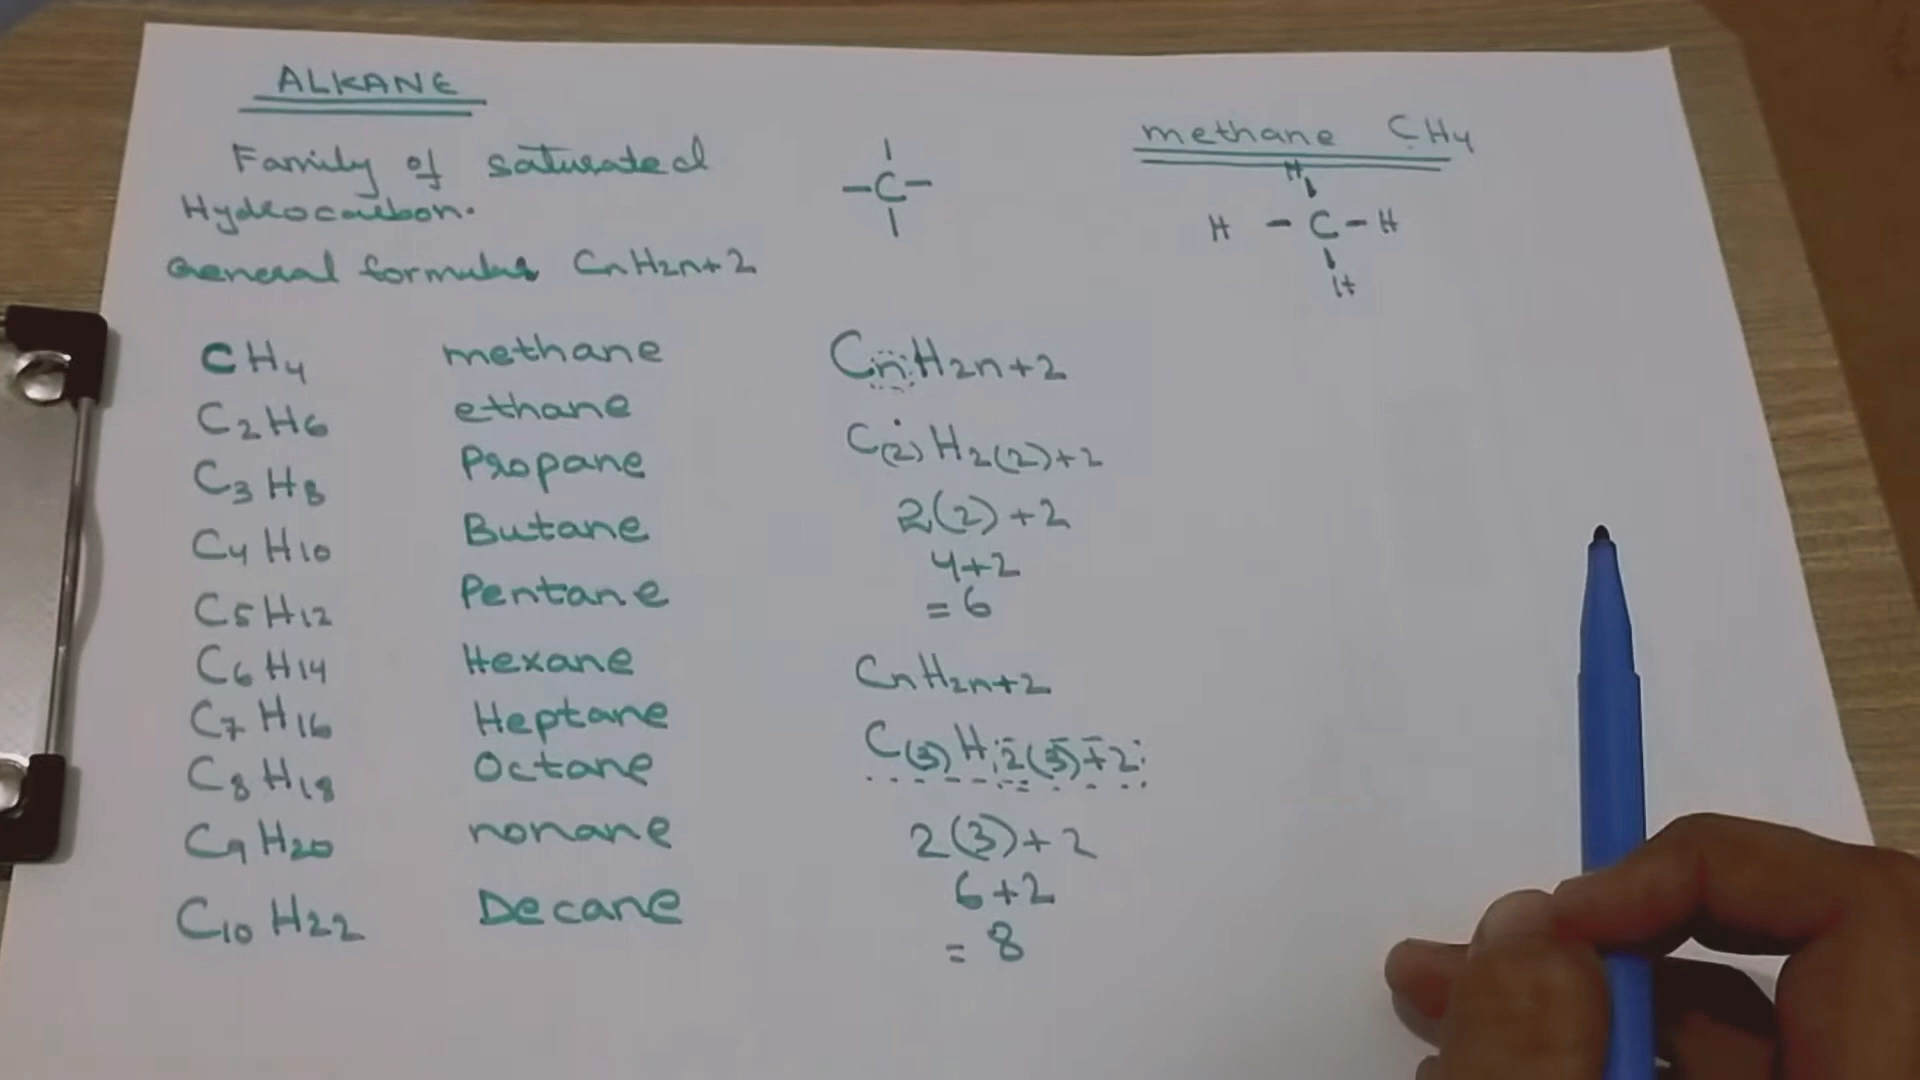 ALKANE
Family of saturated
Hydrocarbon.
General formula CnH2n+2
CH4 methane
C2H6 ethane
C3H8 Propane
C4H10 Butane
C5H12 Pentane
C6H14 Hexane
C7H16 Heptane
C8H18 Octane
C9H20 nonane
C10H22 Decane
-C-
CnH2n+2
C(2)H2(2)+2
2(2)+2
4+2
=6
CnH2n+2
C(3)H2(3)+2
2(3)+2
6+2
=8
methane CH4
H
H-C-H
H